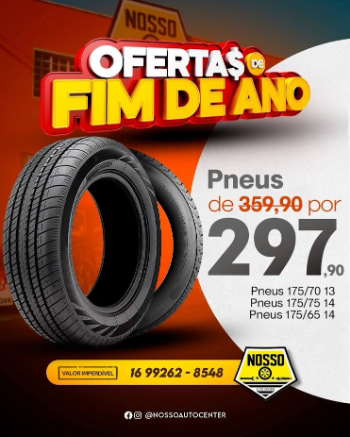 NOSSO
OFERTA$ DE
FIM DE ANO
Pneus
de 359,90 por
297,90
Pneus 175/70 13
Pneus 175/75 14
Pneus 175/65 14
VALOR IMPERDÍVEL
16 99262 - 8548
NOSSO
@NOSSOAUTOCENTER